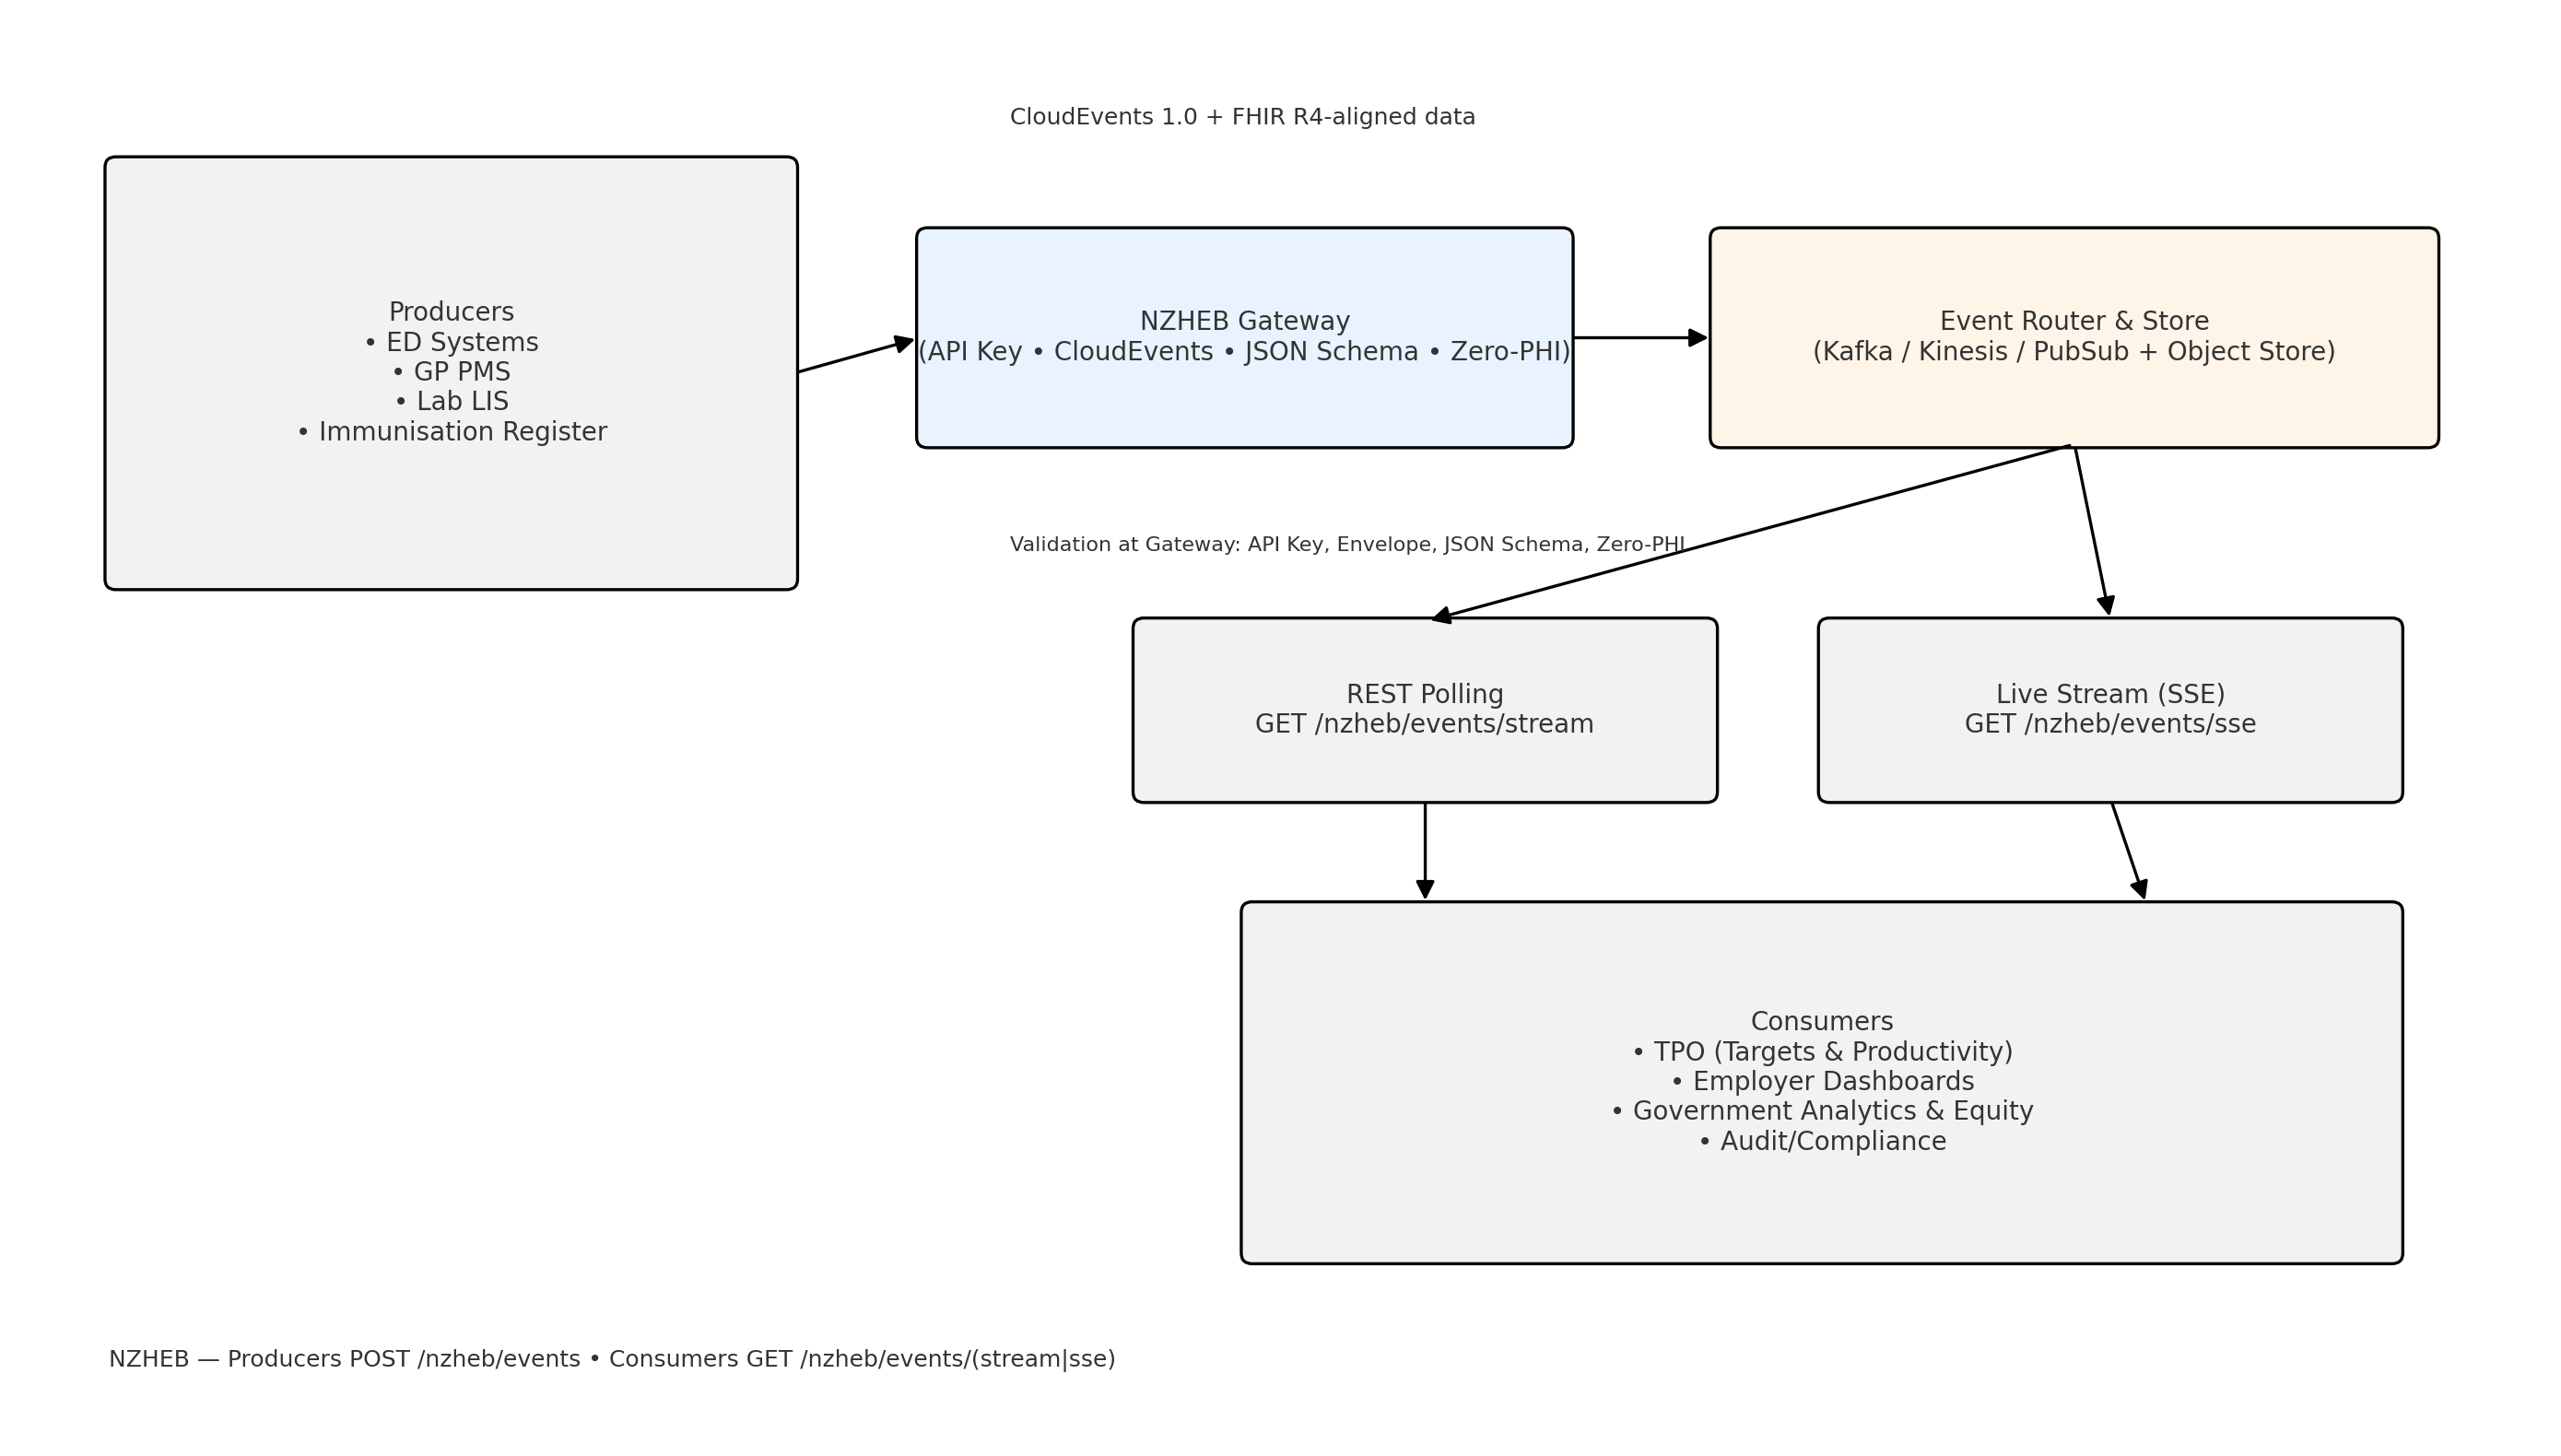 CloudEvents 1.0 + FHIR R4-aligned data
Producers
• ED Systems
• GP PMS
• Lab LIS
• Immunisation Register
NZHEB Gateway
(API Key • CloudEvents • JSON Schema • Zero-PHI)
Event Router & Store
(Kafka / Kinesis / PubSub + Object Store)
Validation at Gateway: API Key, Envelope, JSON Schema, Zero-PHI
REST Polling
GET /nzheb/events/stream
Live Stream (SSE)
GET /nzheb/events/sse
Consumers
• TPO (Targets & Productivity)
• Employer Dashboards
• Government Analytics & Equity
• Audit/Compliance
NZHEB — Producers POST /nzheb/events • Consumers GET /nzheb/events/(stream|sse)